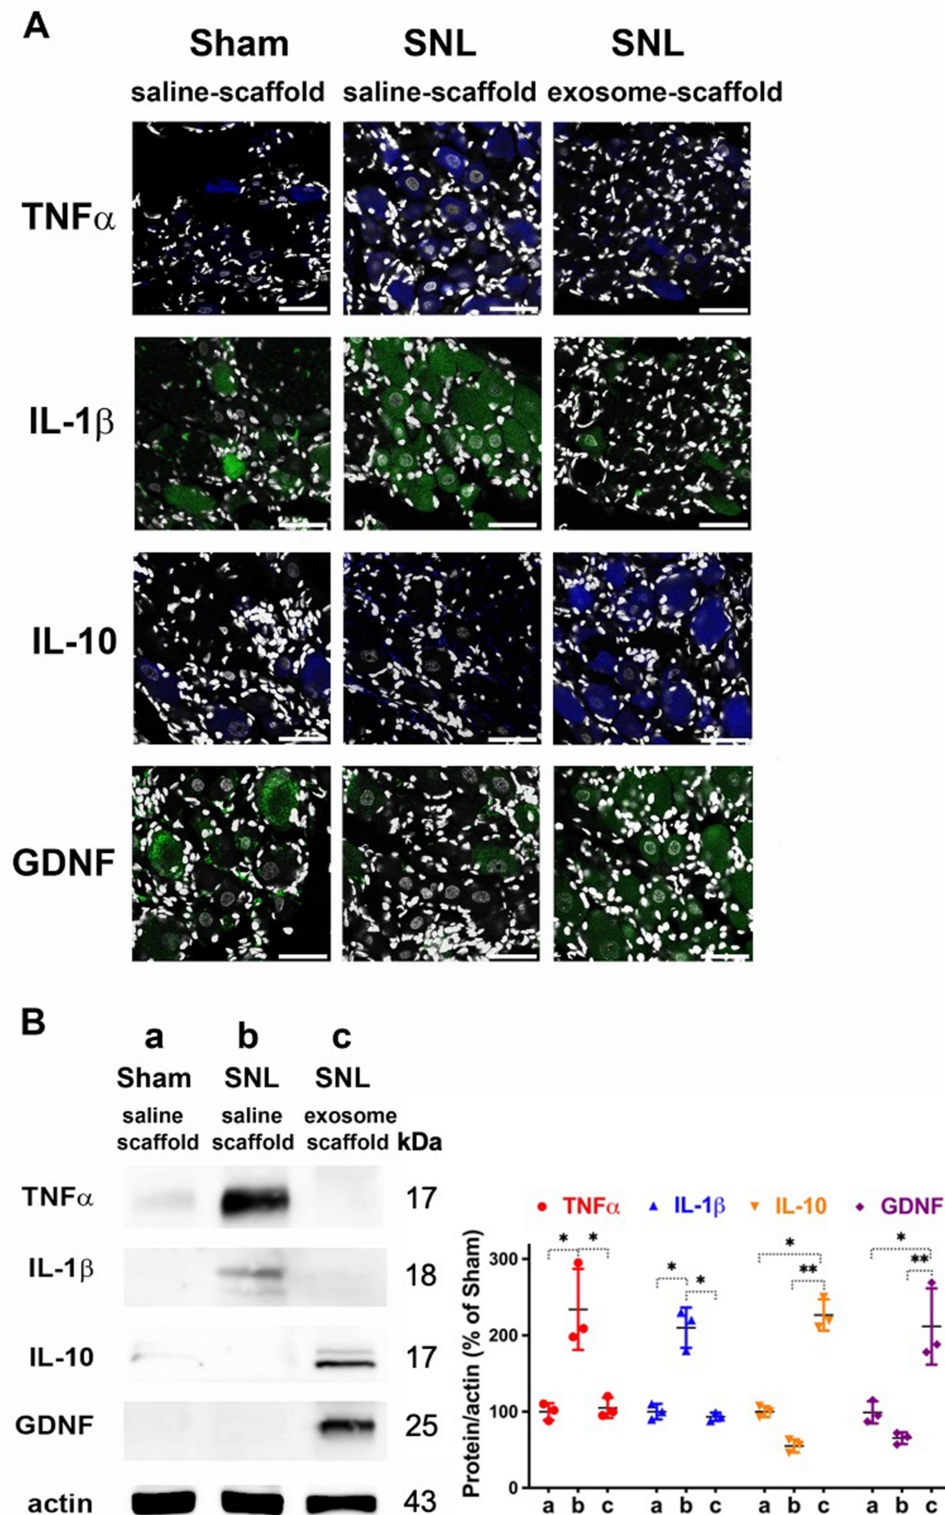 A
Sham SNL SNL
saline-scaffold saline-scaffold exosome-scaffold
TNFα
IL-1β
IL-10
GDNF
B
a b c
Sham SNL SNL
saline saline exosome
scaffold scaffold scaffold kDa
TNFα 17
IL-1β 18
IL-10 17
GDNF 25
actin 43
TNFα IL-1β IL-10 GDNF
* * * * * ** * **
Protein/actin (% of Sham)
300
200
100
0
a b c a b c a b c a b c